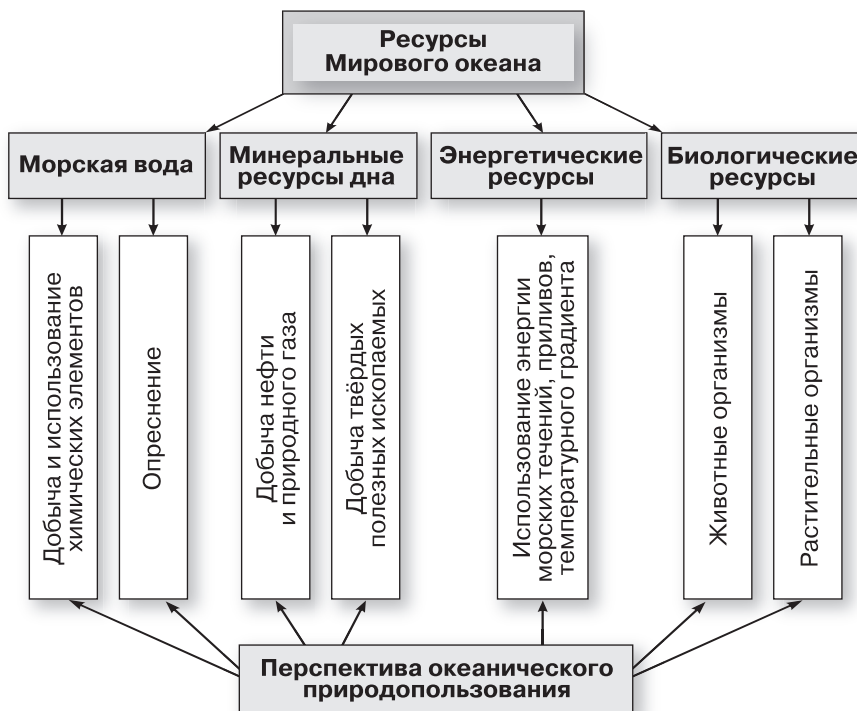 Ресурсы
Мирового океана
Морская вода
Минеральные
ресурсы дна
Энергетические
ресурсы
Биологические
ресурсы
Добыча и использование
химических элементов
Опреснение
Добыча нефти
и природного газа
Добыча твёрдых
полезных ископаемых
Использование энергии
морских течений, приливов,
температурного градиента
Животные организмы
Растительные организмы
Перспектива океанического
природопользования